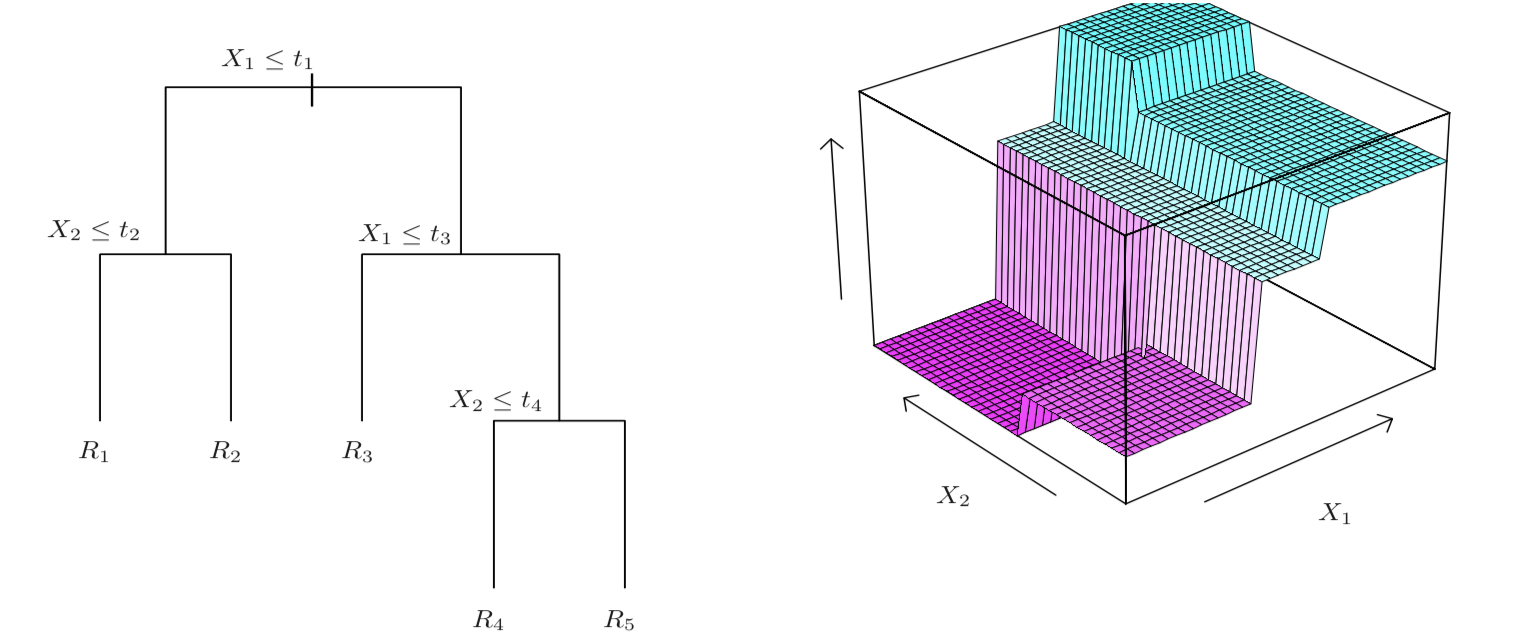 X₁ ≤ t₁
X₂ ≤ t₂
X₁ ≤ t₃
X₂ ≤ t₄
R₁
R₂
R₃
R₄
R₅
X₂
X₁